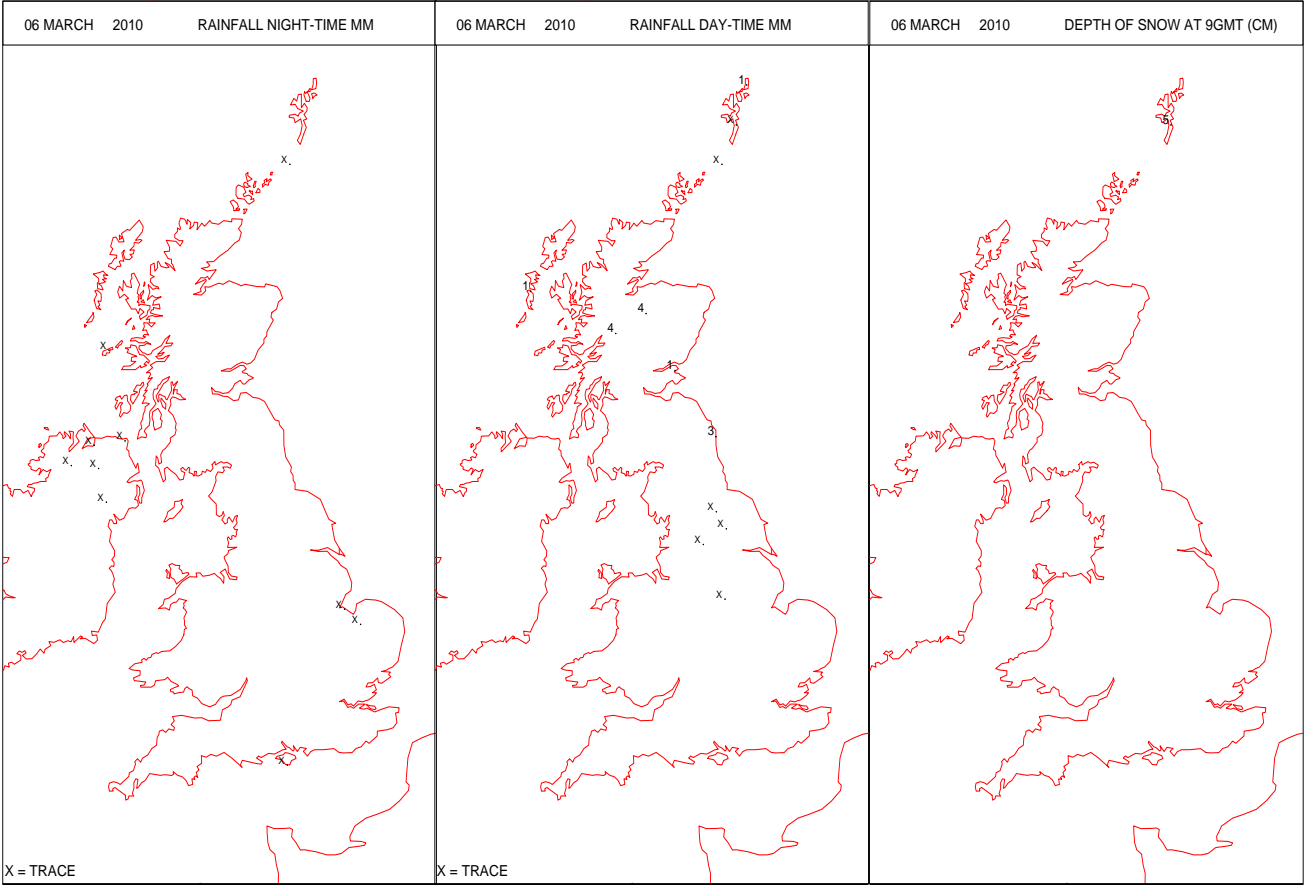 06 MARCH 2010 RAINFALL NIGHT-TIME MM
X.
X.
X.
X.
X.
X.
X.
X.
X.
X.
X = TRACE
06 MARCH 2010 RAINFALL DAY-TIME MM
1.
X.
X.
1.
4.
4.
1.
3.
X.
X.
X.
X.
X = TRACE
06 MARCH 2010 DEPTH OF SNOW AT 9GMT (CM)
5.